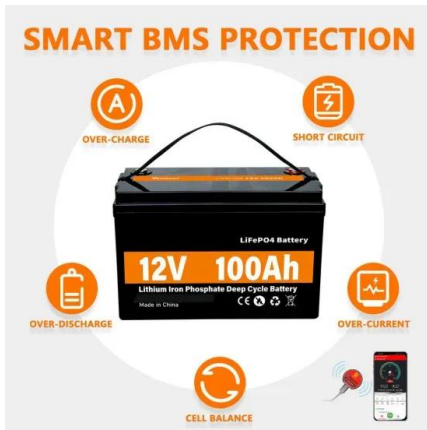 SMART BMS PROTECTION
A
OVER-CHARGE
SHORT CIRCUIT
LiFePO4 Battery
12V 100Ah
Lithium Iron Phosphate Deep Cycle Battery
Made in China
CE
OVER-DISCHARGE
OVER-CURRENT
CELL BALANCE